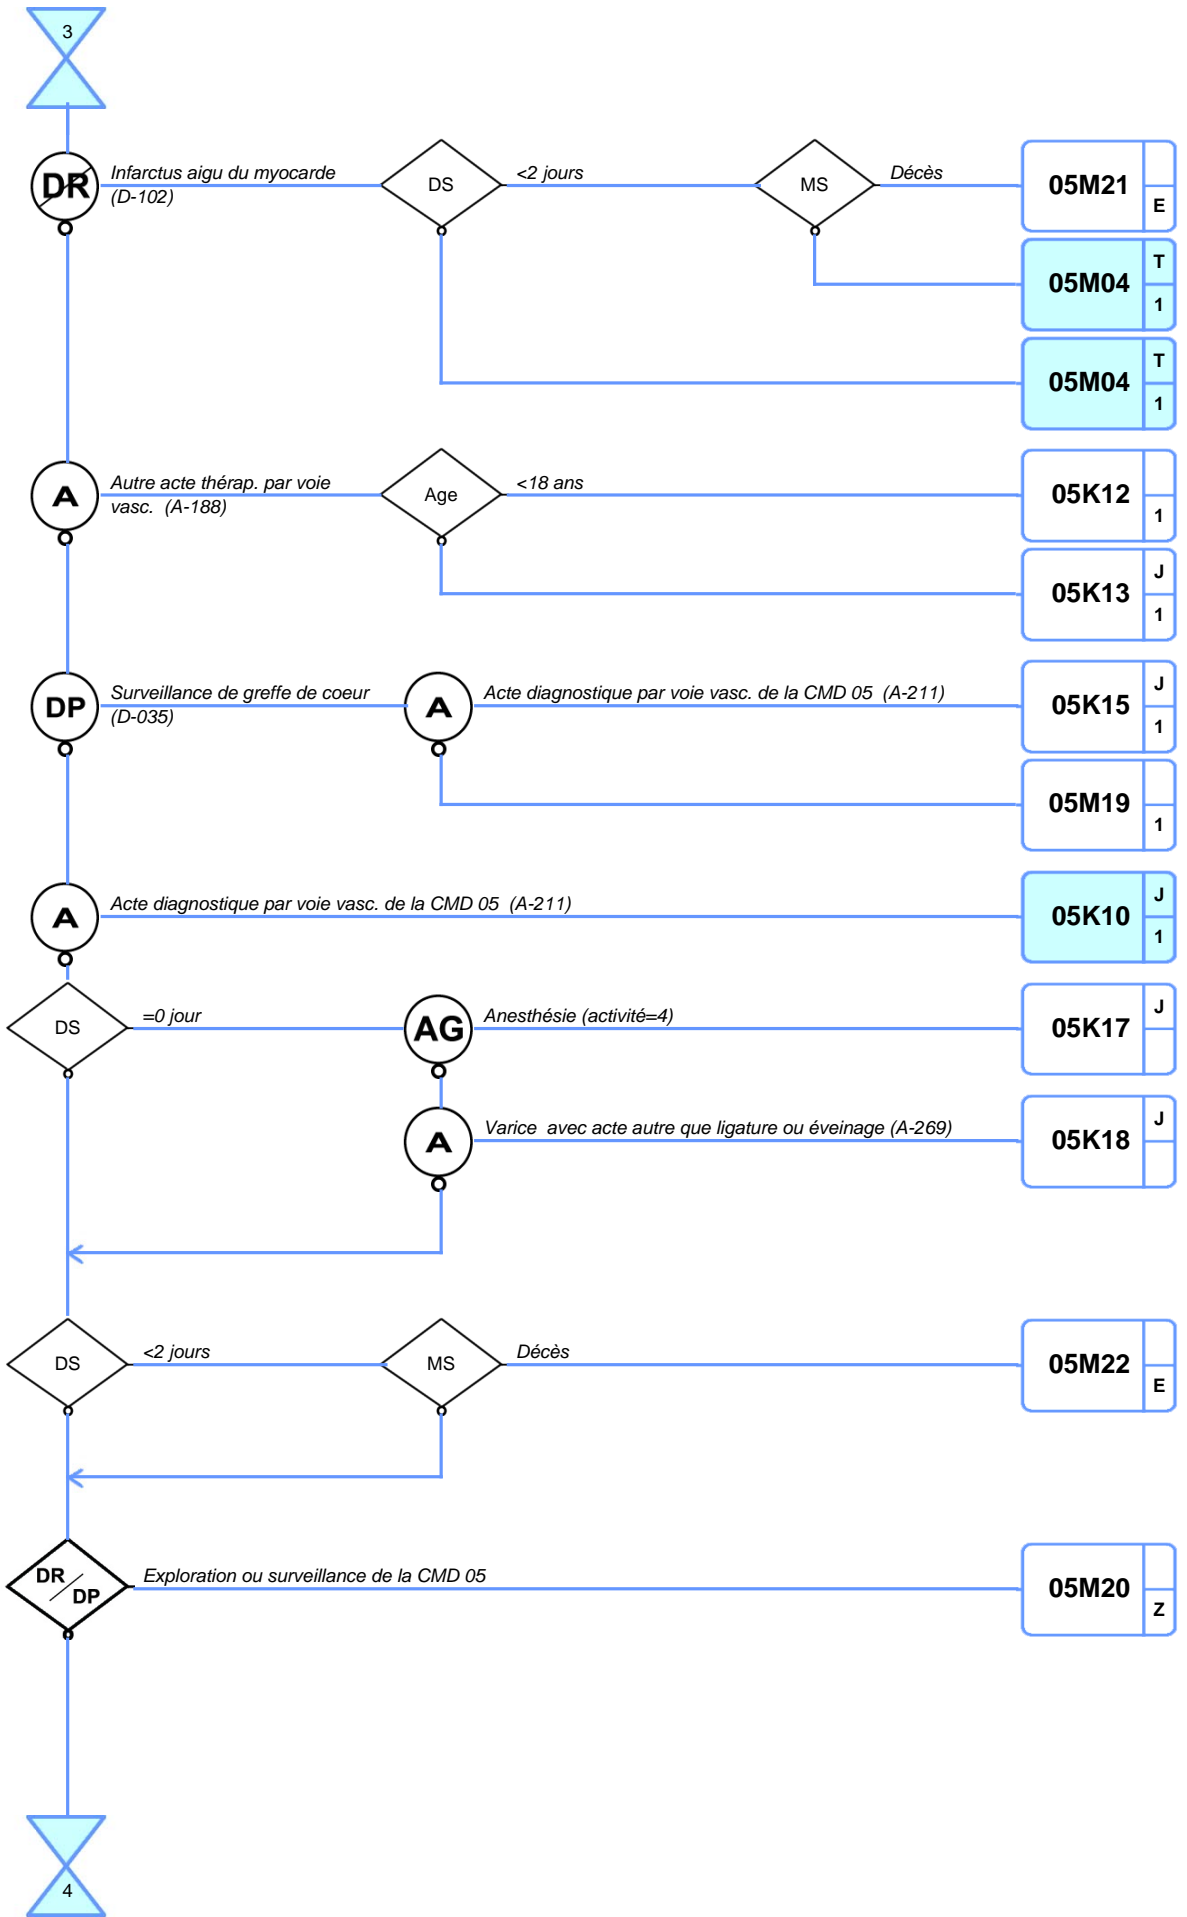 3
DR
Infarctus aigu du myocarde
(D-102)
DS
<2 jours
MS
Décès
05M21
E
05M04
T
1
05M04
T
1
A
Autre acte thérap. par voie
vasc. (A-188)
Age
<18 ans
05K12
1
05K13
J
1
DP
Surveillance de greffe de coeur
(D-035)
A
Acte diagnostique par voie vasc. de la CMD 05 (A-211)
05K15
J
1
05M19
1
A
Acte diagnostique par voie vasc. de la CMD 05 (A-211)
05K10
J
1
DS
=0 jour
AG
Anesthésie (activité=4)
05K17
J
A
Varice avec acte autre que ligature ou éveinage (A-269)
05K18
J
DS
<2 jours
MS
Décès
05M22
E
DR
DP
Exploration ou surveillance de la CMD 05
05M20
Z
4